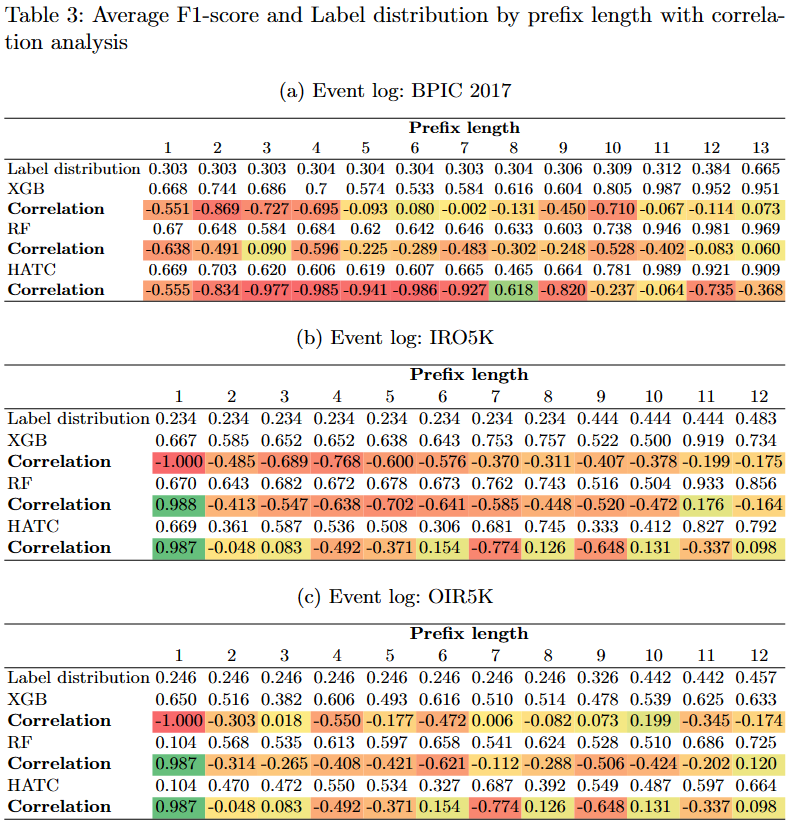 Table 3: Average F1-score and Label distribution by prefix length with correla-
tion analysis
(a) Event log: BPIC 2017
Prefix length
1 2 3 4 5 6 7 8 9 10 11 12 13
Label distribution 0.303 0.303 0.303 0.304 0.304 0.304 0.303 0.304 0.306 0.309 0.312 0.384 0.665
XGB 0.668 0.744 0.686 0.7 0.574 0.533 0.584 0.616 0.604 0.805 0.987 0.952 0.951
Correlation -0.551 -0.869 -0.727 -0.695 -0.093 0.080 -0.002 -0.131 -0.450 -0.710 -0.067 -0.114 0.073
RF 0.67 0.648 0.584 0.684 0.62 0.642 0.646 0.633 0.603 0.738 0.946 0.981 0.969
Correlation -0.638 -0.491 0.090 -0.596 -0.225 -0.289 -0.483 -0.302 -0.248 -0.528 -0.402 -0.083 0.060
HATC 0.669 0.703 0.620 0.606 0.619 0.607 0.665 0.465 0.664 0.781 0.989 0.921 0.909
Correlation -0.555 -0.834 -0.977 -0.985 -0.941 -0.986 -0.927 0.618 -0.820 -0.237 -0.064 -0.735 -0.368
(b) Event log: IRO5K
Prefix length
1 2 3 4 5 6 7 8 9 10 11 12
Label distribution 0.234 0.234 0.234 0.234 0.234 0.234 0.234 0.234 0.444 0.444 0.444 0.483
XGB 0.667 0.585 0.652 0.652 0.638 0.643 0.753 0.757 0.522 0.500 0.919 0.734
Correlation -1.000 -0.485 -0.689 -0.768 -0.600 -0.576 -0.370 -0.311 -0.407 -0.378 -0.199 -0.175
RF 0.670 0.643 0.682 0.672 0.678 0.673 0.762 0.743 0.516 0.504 0.933 0.856
Correlation 0.988 -0.413 -0.547 -0.638 -0.702 -0.641 -0.585 -0.448 -0.520 -0.472 0.176 -0.164
HATC 0.669 0.361 0.587 0.536 0.508 0.306 0.681 0.745 0.333 0.412 0.827 0.792
Correlation 0.987 -0.048 0.083 -0.492 -0.371 0.154 -0.774 0.126 -0.648 0.131 -0.337 0.098
(c) Event log: OIR5K
Prefix length
1 2 3 4 5 6 7 8 9 10 11 12
Label distribution 0.246 0.246 0.246 0.246 0.246 0.246 0.246 0.246 0.326 0.442 0.442 0.457
XGB 0.650 0.516 0.382 0.606 0.493 0.616 0.510 0.514 0.478 0.539 0.625 0.633
Correlation -1.000 -0.303 0.018 -0.550 -0.177 -0.472 0.006 -0.082 0.073 0.199 -0.345 -0.174
RF 0.104 0.568 0.535 0.613 0.597 0.658 0.541 0.624 0.528 0.510 0.686 0.725
Correlation 0.987 -0.314 -0.265 -0.408 -0.421 -0.621 -0.112 -0.288 -0.506 -0.424 -0.202 0.120
HATC 0.104 0.470 0.472 0.550 0.534 0.327 0.687 0.392 0.549 0.487 0.597 0.664
Correlation 0.987 -0.048 0.083 -0.492 -0.371 0.154 -0.774 0.126 -0.648 0.131 -0.337 0.098